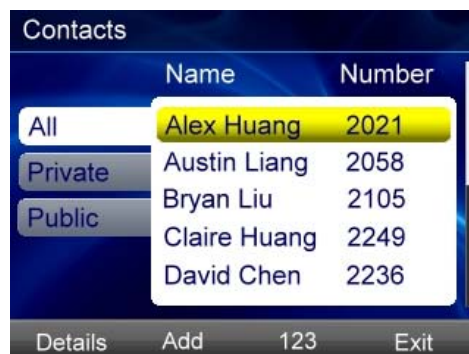 Contacts
Name Number
All Alex Huang 2021
Austin Liang 2058
Private
Bryan Liu 2105
Public
Claire Huang 2249
David Chen 2236
Details Add 123 Exit